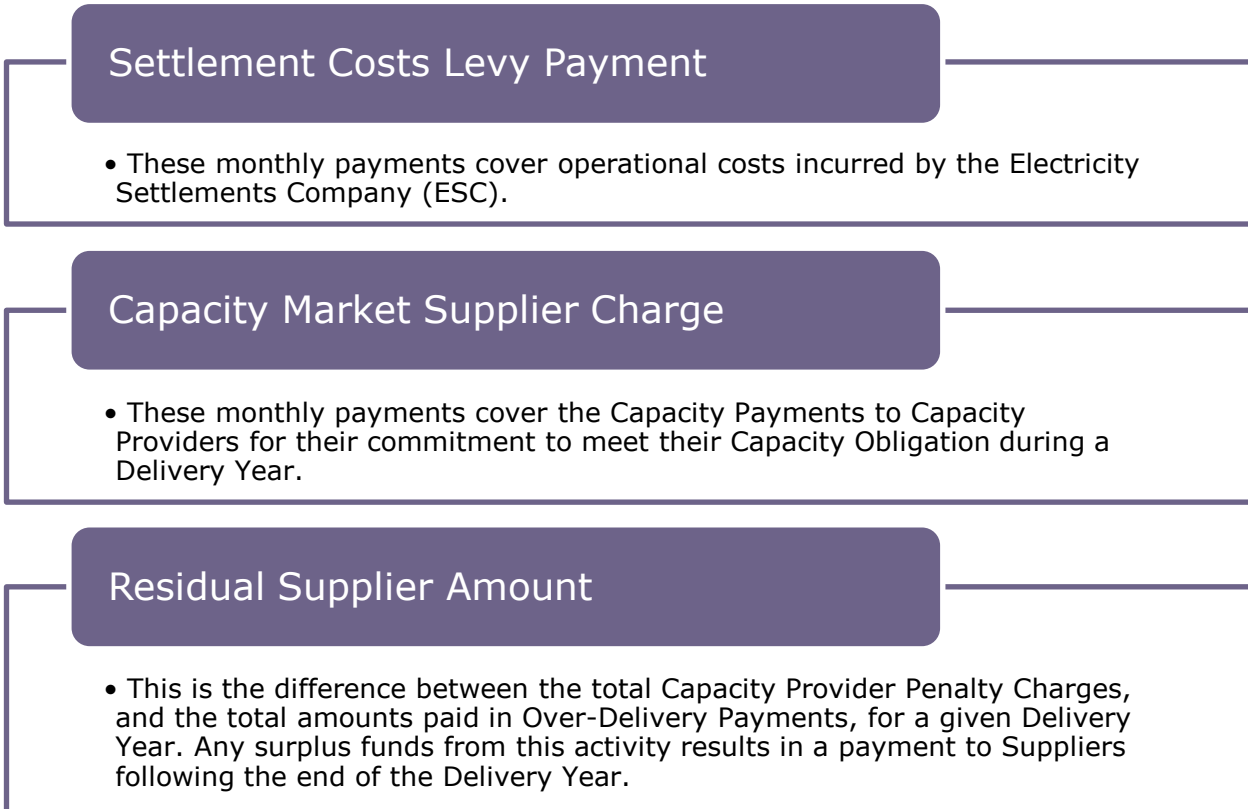 Settlement Costs Levy Payment
• These monthly payments cover operational costs incurred by the Electricity
Settlements Company (ESC).
Capacity Market Supplier Charge
• These monthly payments cover the Capacity Payments to Capacity
Providers for their commitment to meet their Capacity Obligation during a
Delivery Year.
Residual Supplier Amount
• This is the difference between the total Capacity Provider Penalty Charges,
and the total amounts paid in Over-Delivery Payments, for a given Delivery
Year. Any surplus funds from this activity results in a payment to Suppliers
following the end of the Delivery Year.